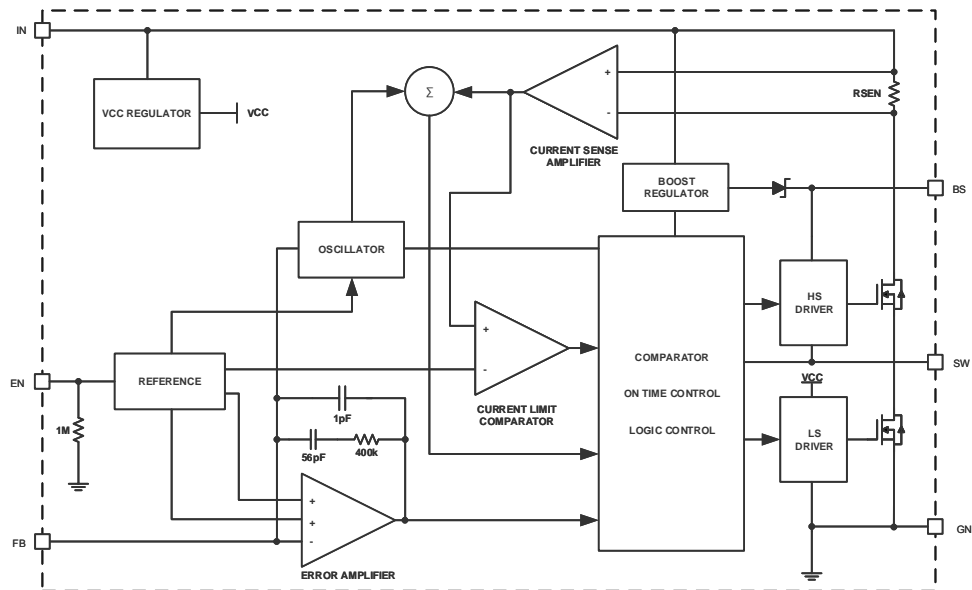 IN
VCC REGULATOR
VCC
Σ
+
-
CURRENT SENSE
AMPLIFIER
RSEN
BOOST
REGULATOR
BS
OSCILLATOR
HS
DRIVER
+
-
CURRENT LIMIT
COMPARATOR
COMPARATOR
ON TIME CONTROL
LOGIC CONTROL
SW
VCC
LS
DRIVER
EN
REFERENCE
1M
1pF
56pF
400k
+
+
-
ERROR AMPLIFIER
FB
GN